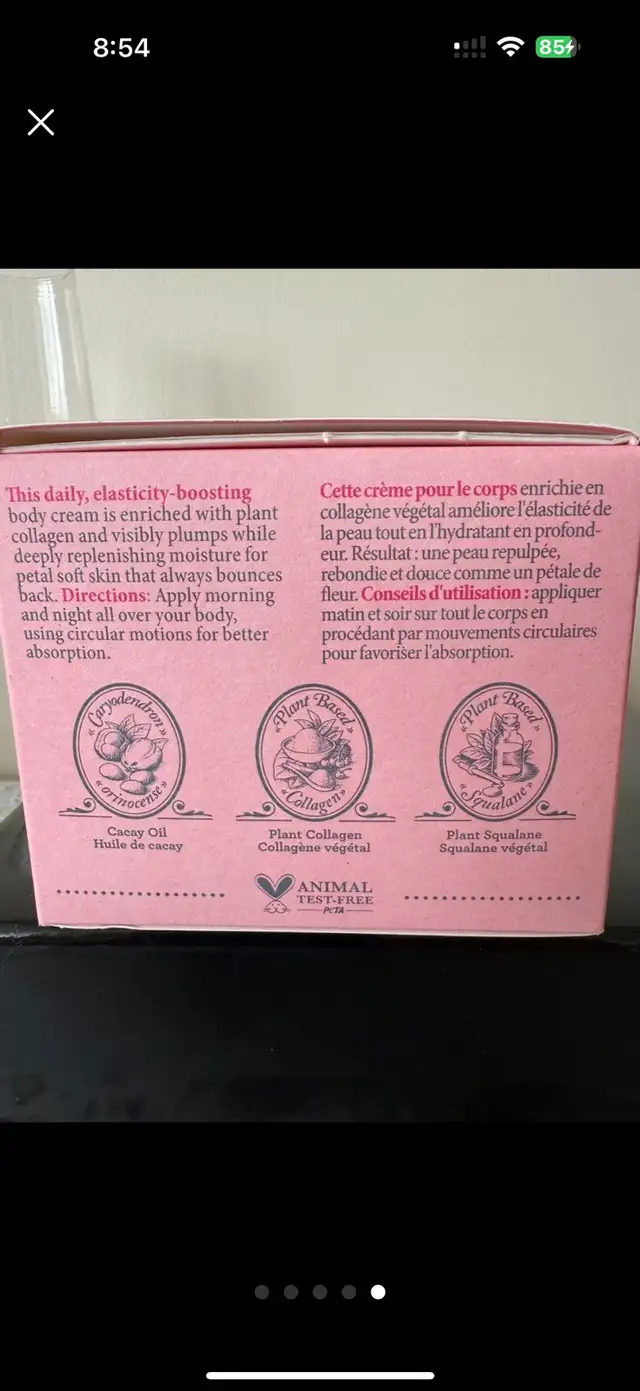 8:54
85
This daily, elasticity-boosting
body cream is enriched with plant
collagen and visibly plumps while
deeply replenishing moisture for
petal soft skin that always bounces
back. Directions: Apply morning
and night all over your body,
using circular motions for better
absorption.
Cette crème pour le corps enrichie en
collagène végétal améliore l'élasticité de
la peau tout en l'hydratant en profond-
eur. Résultat : une peau repulpée,
rebondie et douce comme un pétale de
fleur. Conseils d'utilisation : appliquer
matin et soir sur tout le corps en
procédant par mouvements circulaires
pour favoriser l'absorption.
«Caryodendron»
«orinocense»
Cacay Oil
Huile de cacay
«Plant Based»
«Collagen»
Plant Collagen
Collagène végétal
«Plant Based»
«Squalane»
Plant Squalane
Squalane végétal
ANIMAL
TEST-FREE
PETA